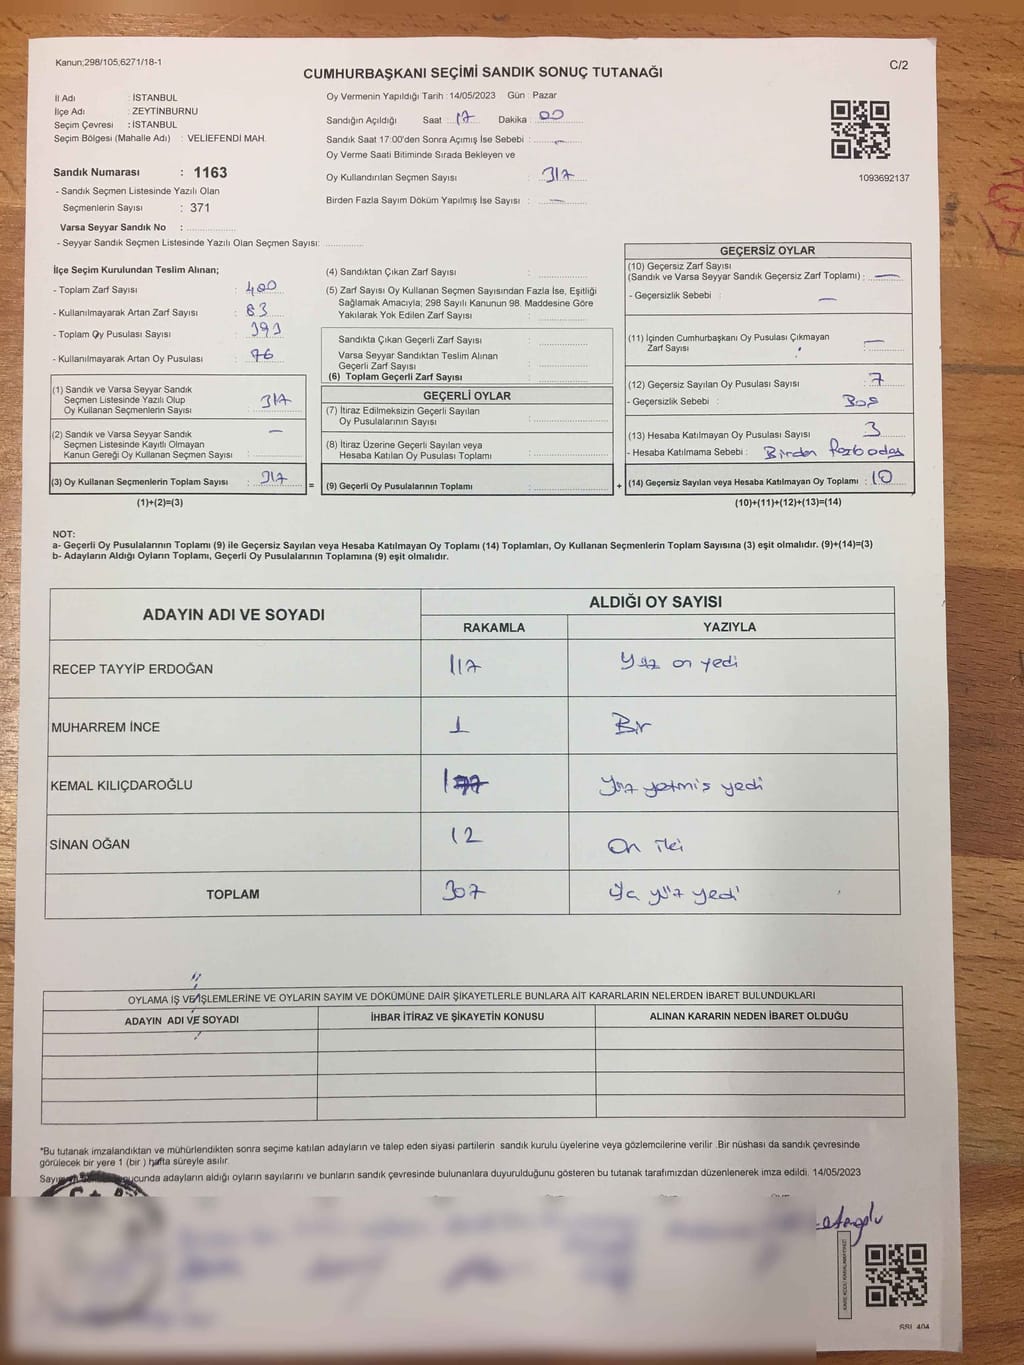 Kanun;298/105,6271/18-1
C/2
CUMHURBAŞKANI SEÇİMİ SANDIK SONUÇ TUTANAĞI
İl Adı : İSTANBUL
İlçe Adı : ZEYTİNBURNU
Seçim Çevresi : İSTANBUL
Seçim Bölgesi (Mahalle Adı) : VELİEFENDİ MAH.
Sandık Numarası : 1163
- Sandık Seçmen Listesinde Yazılı Olan
Seçmenlerin Sayısı : 371
Varsa Seyyar Sandık No :
- Seyyar Sandık Seçmen Listesinde Yazılı Olan Seçmen Sayısı:
Oy Vermenin Yapıldığı Tarih : 14/05/2023 Gün : Pazar
Sandığın Açıldığı Saat : 17 Dakika : 00
Sandık Saat 17:00'den Sonra Açımış İse Sebebi : -
Oy Verme Saati Bitiminde Sırada Bekleyen ve
Oy Kullandırılan Seçmen Sayısı : 317
Birden Fazla Sayım Döküm Yapılmış İse Sayısı : -
1093692137
İlçe Seçim Kurulundan Teslim Alınan;
- Toplam Zarf Sayısı : 400
- Kullanılmayarak Artan Zarf Sayısı : 83
- Toplam Oy Pusulası Sayısı : 393
- Kullanılmayarak Artan Oy Pusulası : 76
(1) Sandık ve Varsa Seyyar Sandık
Seçmen Listesinde Yazılı Olup
Oy Kullanan Seçmenlerin Sayısı : 317
(2) Sandık ve Varsa Seyyar Sandık
Seçmen Listesinde Kayıtlı Olmayan
Kanun Gereği Oy Kullanan Seçmen Sayısı : -
(3) Oy Kullanan Seçmenlerin Toplam Sayısı : 317
(1)+(2)=(3)
(4) Sandıktan Çıkan Zarf Sayısı :
(5) Zarf Sayısı Oy Kullanan Seçmen Sayısından Fazla İse, Eşitliği
Sağlamak Amacıyla; 298 Sayılı Kanunun 98. Maddesine Göre
Yakılarak Yok Edilen Zarf Sayısı :
Sandıkta Çıkan Geçerli Zarf Sayısı :
Varsa Seyyar Sandıktan Teslim Alınan
Geçerli Zarf Sayısı :
(6) Toplam Geçerli Zarf Sayısı :
GEÇERLİ OYLAR
(7) İtiraz Edilmeksizin Geçerli Sayılan
Oy Pusulalarının Sayısı :
(8) İtiraz Üzerine Geçerli Sayılan veya
Hesaba Katılan Oy Pusulası Toplamı :
= (9) Geçerli Oy Pusulalarının Toplamı :
GEÇERSİZ OYLAR
(10) Geçersiz Zarf Sayısı
(Sandık ve Varsa Seyyar Sandık Geçersiz Zarf Toplamı) : -
- Geçersizlik Sebebi : -
(11) İçinden Cumhurbaşkanı Oy Pusulası Çıkmayan
Zarf Sayısı : -
(12) Geçersiz Sayılan Oy Pusulası Sayısı : 7
- Geçersizlik Sebebi : Boş
(13) Hesaba Katılmayan Oy Pusulası Sayısı : 3
- Hesaba Katılmama Sebebi : Birden
+ (14) Geçersiz Sayılan veya Hesaba Katılmayan Oy Toplamı : 10
(10)+(11)+(12)+(13)=(14)
NOT:
a- Geçerli Oy Pusulalarının Toplamı (9) ile Geçersiz Sayılan veya Hesaba Katılmayan Oy Toplamı (14) Toplamları, Oy Kullanan Seçmenlerin Toplam Sayısına (3) eşit olmalıdır. (9)+(14)=(3)
b- Adayların Aldığı Oyların Toplamı, Geçerli Oy Pusulalarının Toplamına (9) eşit olmalıdır.
ADAYIN ADI VE SOYADI
ALDIĞI OY SAYISI
RAKAMLA YAZIYLA
RECEP TAYYİP ERDOĞAN 117 Yüz on yedi
MUHARREM İNCE 1 Bir
KEMAL KILIÇDAROĞLU 177 Yüz yetmis yedi
SİNAN OĞAN 12 On iki
TOPLAM 307 yüz yedi
OYLAMA İŞ VE İŞLEMLERİNE VE OYLARIN SAYIM VE DÖKÜMÜNE DAİR ŞİKAYETLERLE BUNLARA AİT KARARLARIN NELERDEN İBARET BULUNDUKLARI
ADAYIN ADI VE SOYADI İHBAR İTİRAZ VE ŞİKAYETİN KONUSU ALINAN KARARIN NEDEN İBARET OLDUĞU
*Bu tutanak imzalandıktan ve mühürlendikten sonra seçime katılan adayların ve talep eden siyasi partilerin sandık kurulu üyelerine veya gözlemcilerine verilir .Bir nüshası da sandık çevresinde
görülecek bir yere 1 (bir ) hafta süreyle asılır.
adayların aldığı oyların sayılarını ve bunların sandık çevresinde bulunanlara duyurulduğunu gösteren bu tutanak tarafımızdan düzenlenerek imza edildi. 14/05/2023